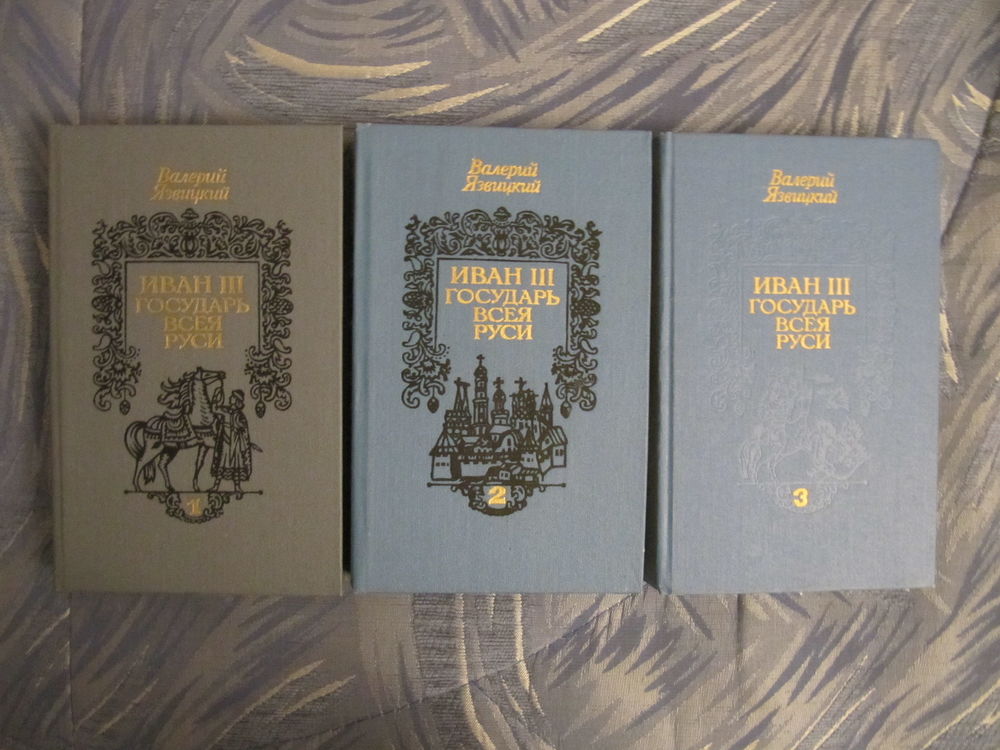 Валерий
Язвицкий
ИВАН III
ГОСУДАРЬ
ВСЕЯ
РУСИ
1
Валерий
Язвицкий
ИВАН III
ГОСУДАРЬ
ВСЕЯ
РУСИ
2
Валерий
Язвицкий
ИВАН III
ГОСУДАРЬ
ВСЕЯ
РУСИ
3